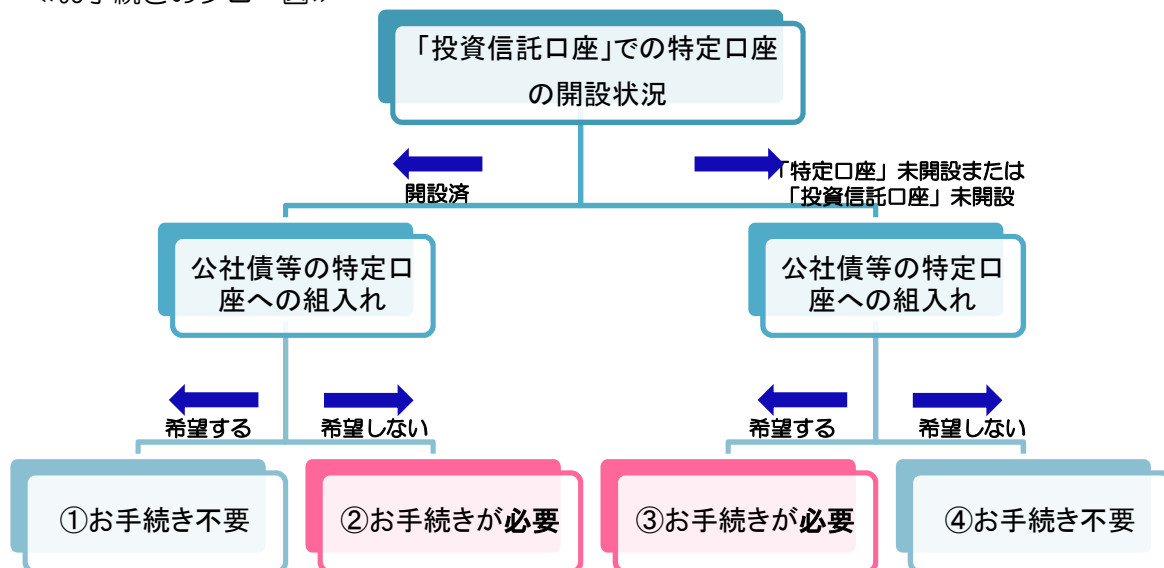 「投資信託口座」での特定口座
の開設状況
開設済
「特定口座」未開設または
「投資信託口座」未開設
公社債等の特定口
座への組入れ
公社債等の特定口
座への組入れ
希望する
希望しない
希望する
希望しない
①お手続き不要
②お手続きが必要
③お手続きが必要
④お手続き不要